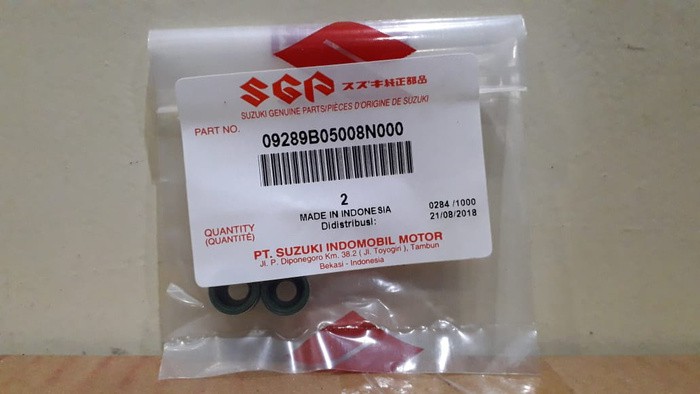 SGP スズキ純正部品
SUZUKI GENUINE PARTS/PIÈCES D'ORIGINE DE SUZUKI
PART NO. 09289B05008N000
2
MADE IN INDONESIA 0284 /1000
Didistribusi: 21/08/2018
QUANTITY
(QUANTITÉ)
PT. SUZUKI INDOMOBIL MOTOR
Jl. P. Diponegoro Km. 38.2 ( Jl. Toyogiri ), Tambun
Bekasi - Indonesia